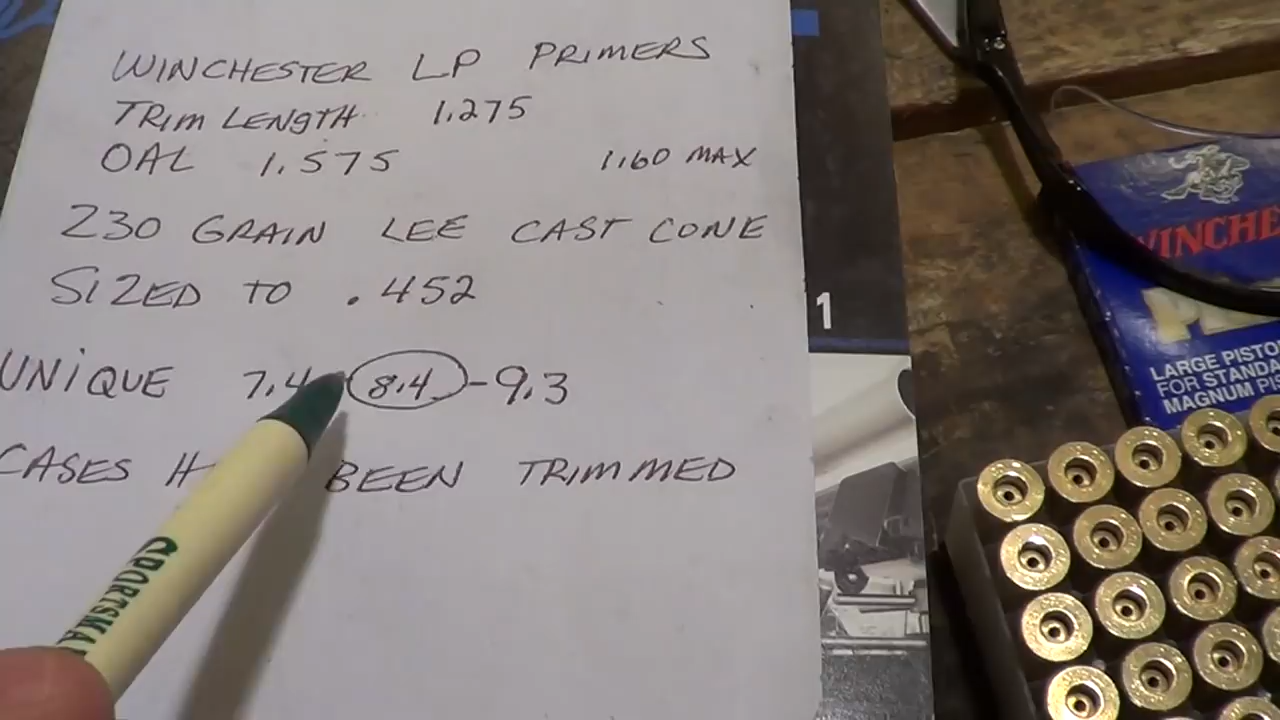 WINCHESTER LP PRIMERS
TRIM LENGTH 1.275
OAL 1.575 1.60 MAX
230 GRAIN LEE CAST CONE
SIZED TO .452
UNIQUE 7.4 8.4 - 9.3
CASES BEEN TRIMMED
1
WINCHE
LARGE PISTO
FOR STANDA
MAGNUM PI
SPORTSMA